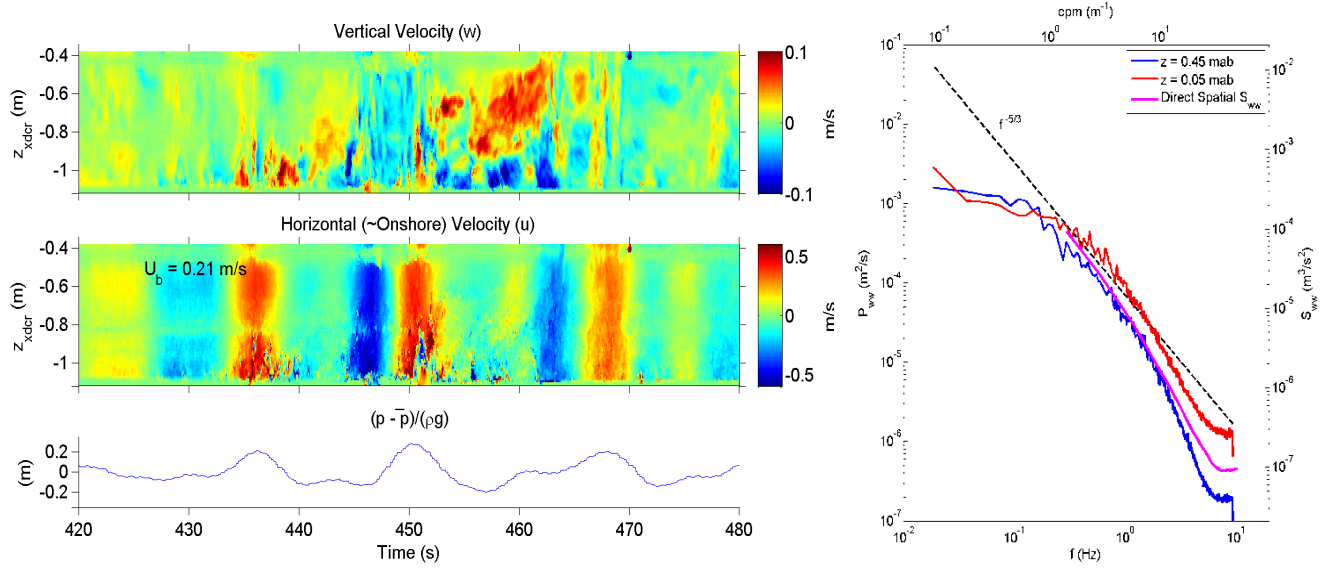 Vertical Velocity (w)
-0.4
-0.6
-0.8
-1
z_xdcr (m)
0.1
0
-0.1
m/s
Horizontal (~Onshore) Velocity (u)
U_b = 0.21 m/s
-0.4
-0.6
-0.8
-1
z_xdcr (m)
0.5
0
-0.5
m/s
(p - p̅)/(ρg)
0.2
0
-0.2
(m)
420 430 440 450 460 470 480
Time (s)
cpm (m⁻¹)
10⁻¹ 10⁰ 10¹
z = 0.45 mab
z = 0.05 mab
Direct Spatial S_ww
f^-5/3
10⁻¹
10⁻²
10⁻³
10⁻⁴
10⁻⁵
10⁻⁶
10⁻⁷
P_ww (m²/s)
10⁻²
10⁻³
10⁻⁴
10⁻⁵
10⁻⁶
10⁻⁷
S_ww (m³/s²)
10⁻² 10⁻¹ 10⁰ 10¹
f (Hz)